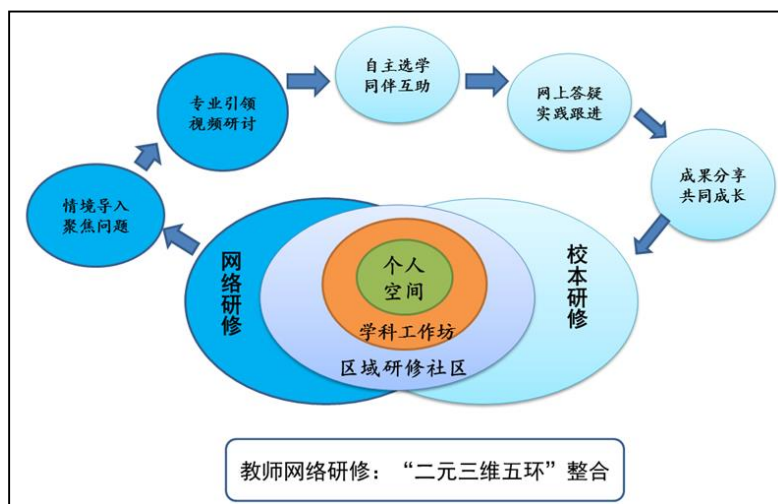 情境导入
聚焦问题
专业引领
视频研讨
自主选学
同伴互助
网上答疑
实践跟进
成果分享
共同成长
网络研修
个人
空间
学科工作坊
区域研修社区
校本研修
教师网络研修：“二元三维五环”整合